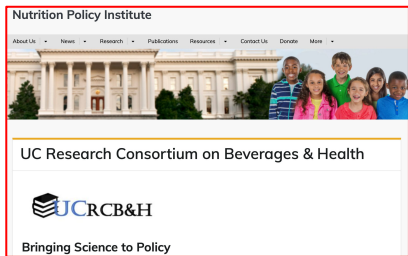 Nutrition Policy Institute
About Us News Research Publications Resources Contact Us Donate More
UC Research Consortium on Beverages & Health
UCRCB&H
Bringing Science to Policy